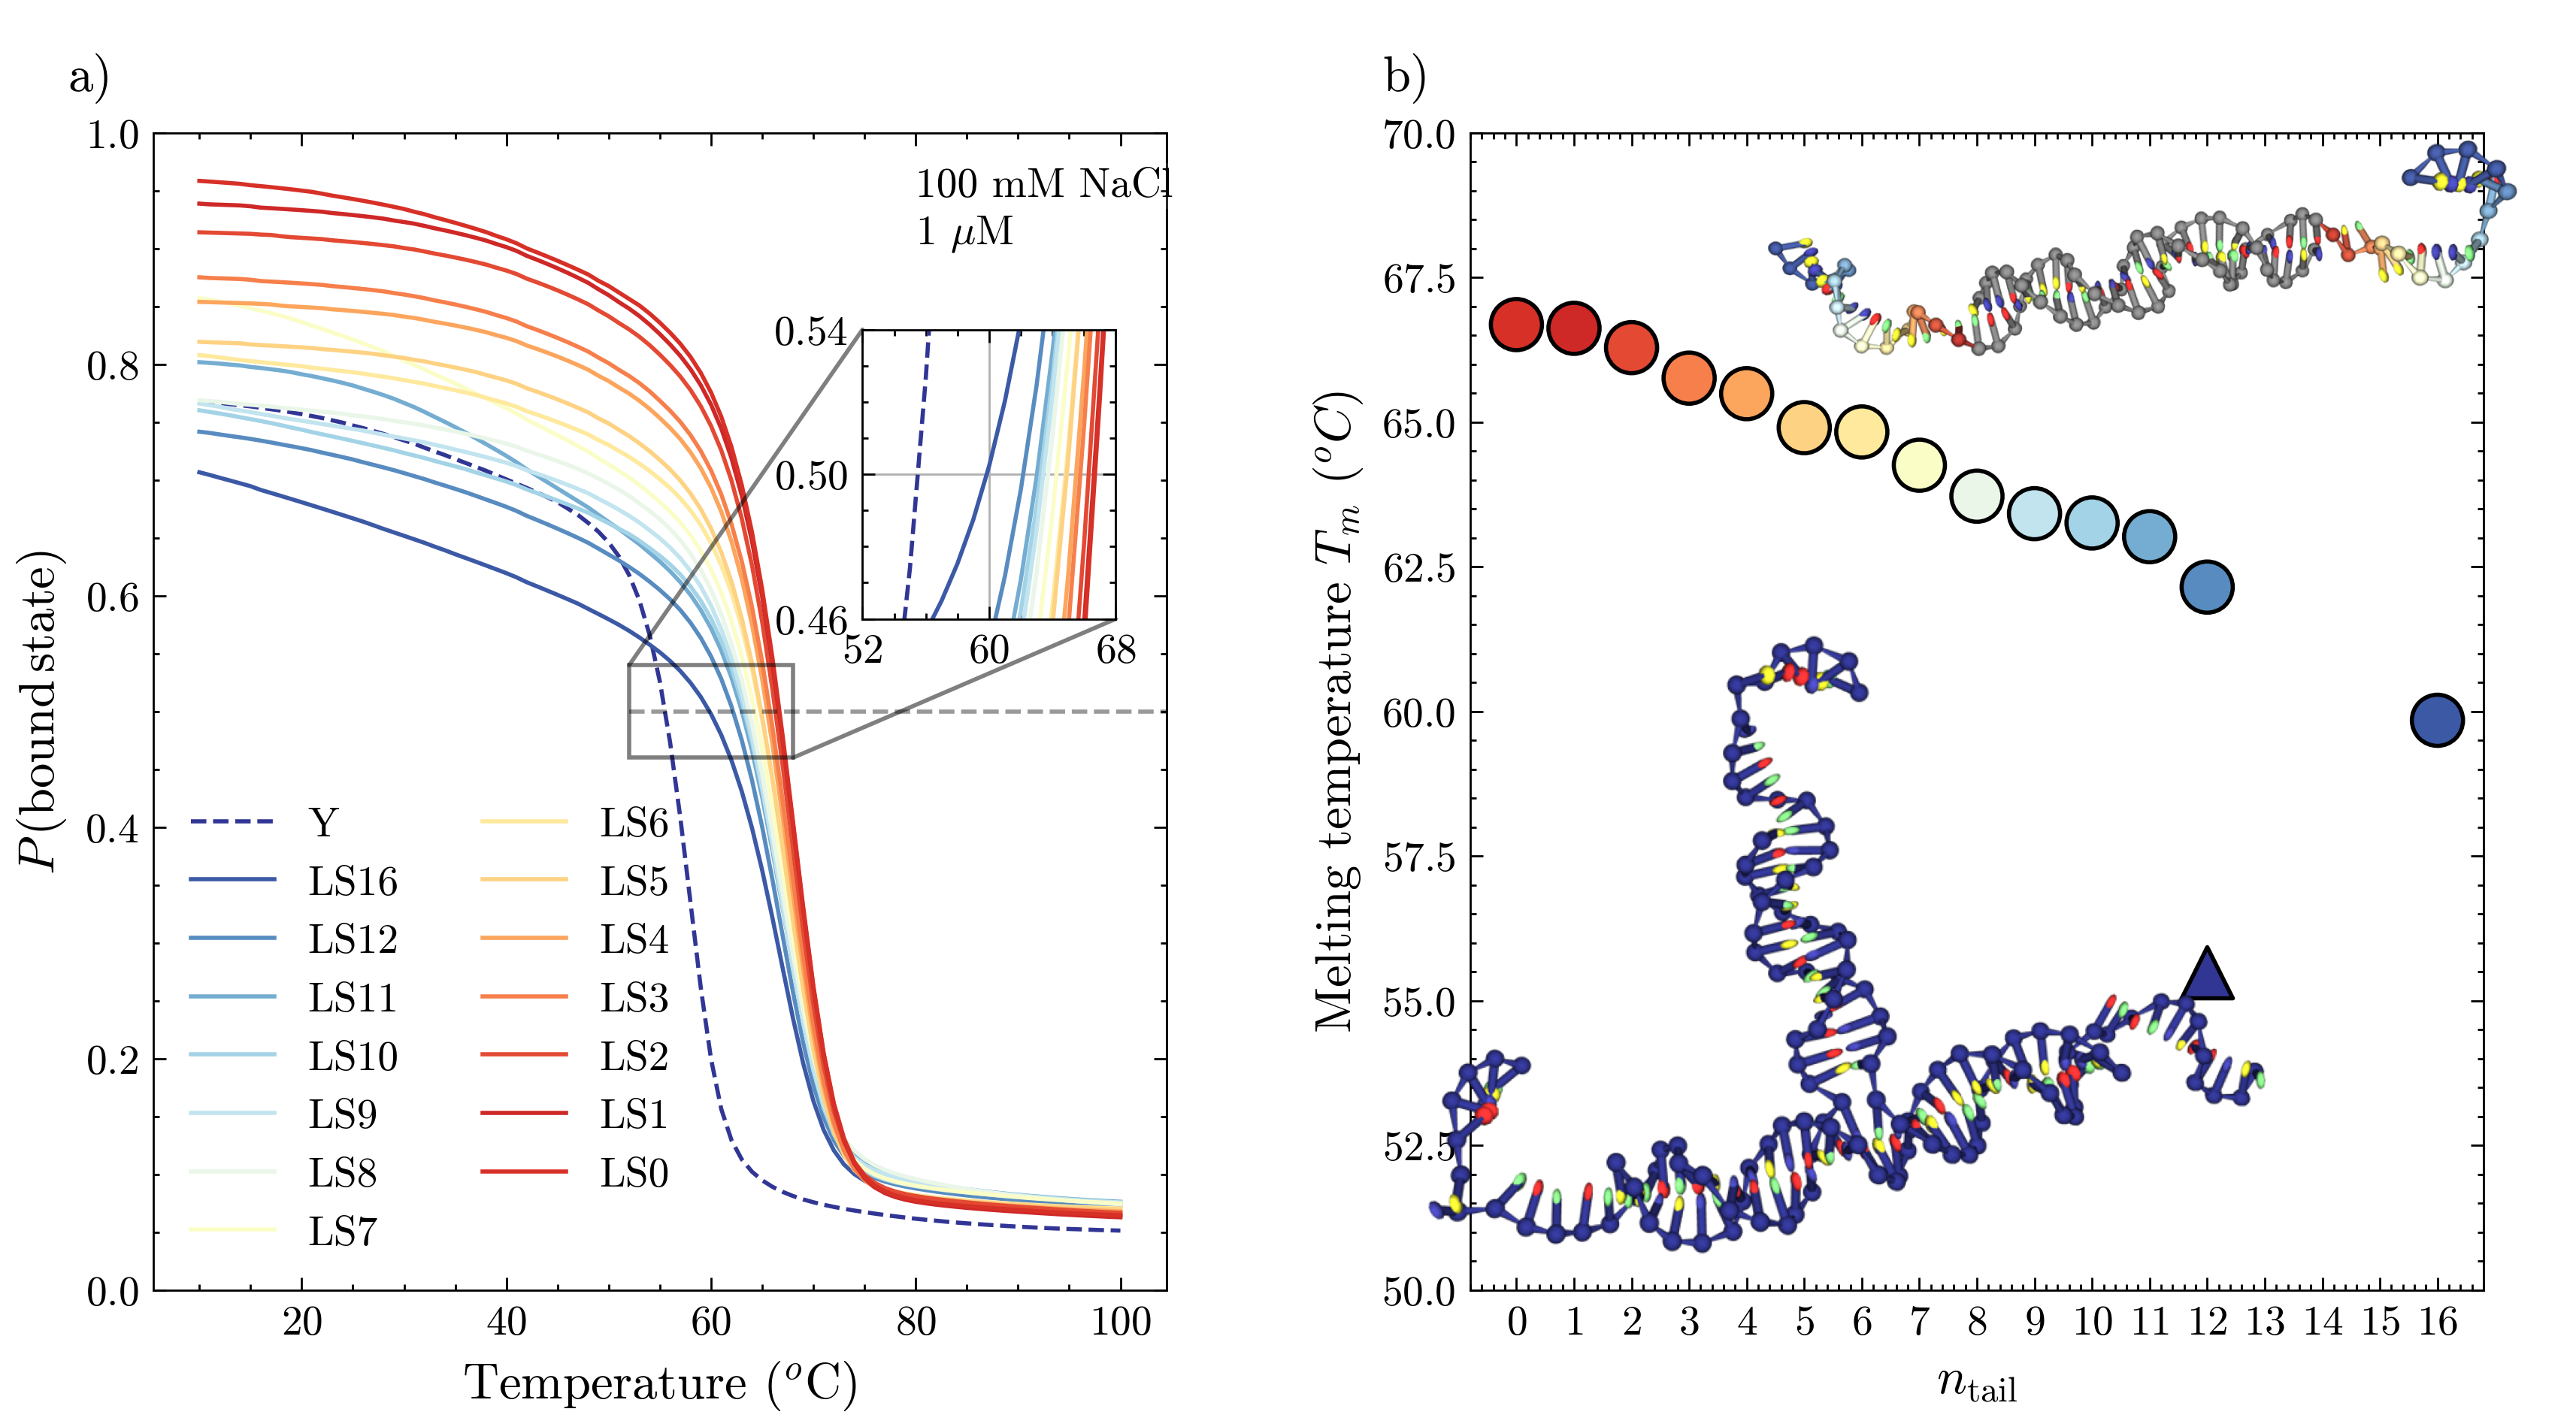 a)
1.0
0.8
0.6
0.4
0.2
0.0
P(bound state)
100 mM NaCl
1 μM
0.54
0.50
0.46
52 60 68
Y
LS16
LS12
LS11
LS10
LS9
LS8
LS7
LS6
LS5
LS4
LS3
LS2
LS1
LS0
20 40 60 80 100
Temperature (°C)
b)
70.0
67.5
65.0
62.5
60.0
57.5
55.0
52.5
50.0
Melting temperature Tₘ (°C)
0 1 2 3 4 5 6 7 8 9 10 11 12 13 14 15 16
n_tail